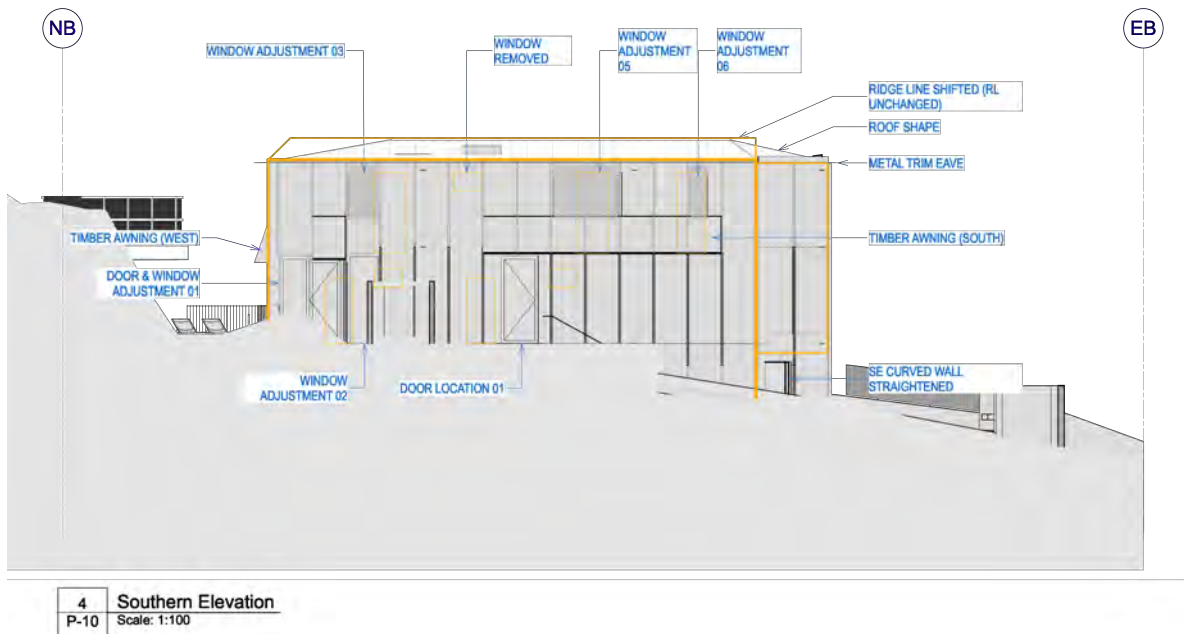 NB
EB
WINDOW ADJUSTMENT 03
WINDOW
REMOVED
WINDOW
ADJUSTMENT
05
WINDOW
ADJUSTMENT
06
RIDGE LINE SHIFTED (RL
UNCHANGED)
ROOF SHAPE
METAL TRIM EAVE
TIMBER AWNING (WEST)
TIMBER AWNING (SOUTH)
DOOR & WINDOW
ADJUSTMENT 01
WINDOW
ADJUSTMENT 02
DOOR LOCATION 01
SE CURVED WALL
STRAIGHTENED
4
Southern Elevation
P-10
Scale: 1:100